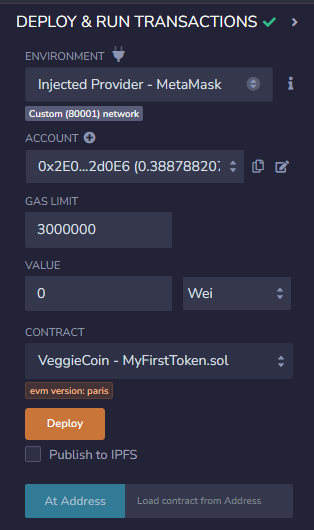 DEPLOY & RUN TRANSACTIONS
ENVIRONMENT
Injected Provider - MetaMask
Custom (80001) network
ACCOUNT
0x2E0...2d0E6 (0.388788207
GAS LIMIT
3000000
VALUE
0 Wei
CONTRACT
VeggieCoin - MyFirstToken.sol
evm version: paris
Deploy
Publish to IPFS
At Address Load contract from Address